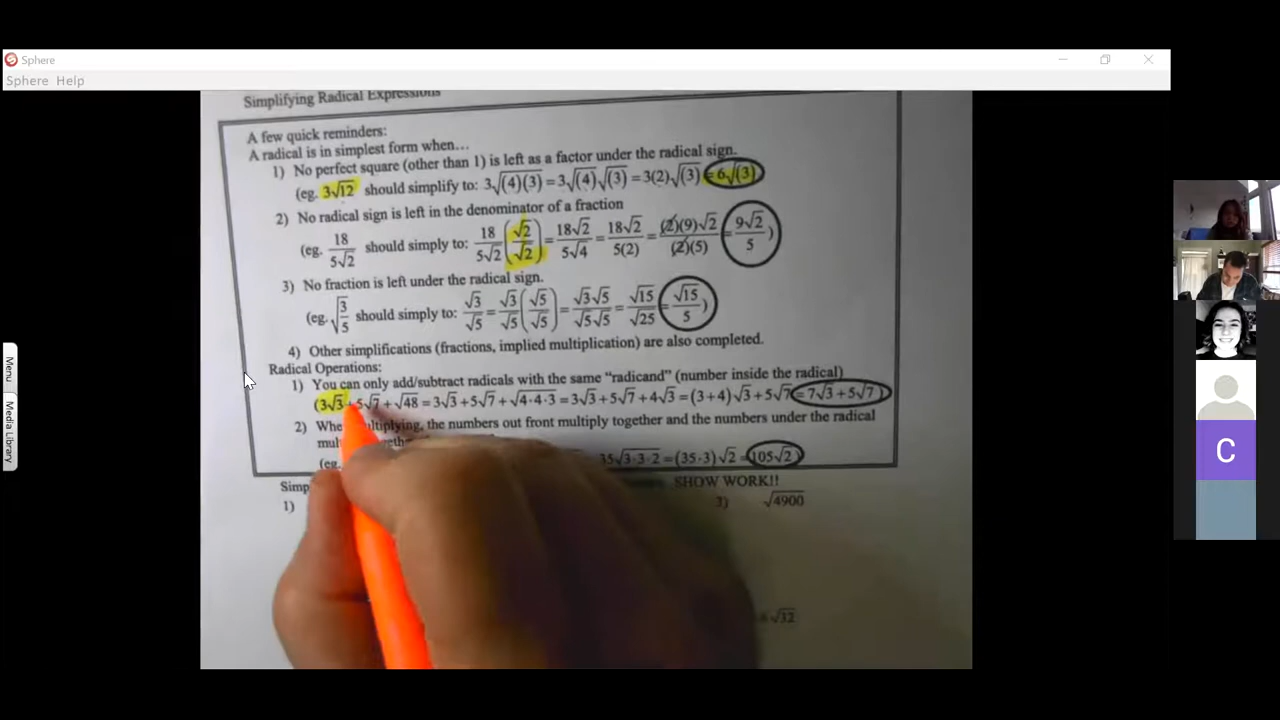 Sphere
Sphere Help
Simplifying Radical Expressions
A few quick reminders:
A radical is in simplest form when...
1) No perfect square (other than 1) is left as a factor under the radical sign.
(eg. 3√12 should simplify to: 3√(4)(3) = 3√(4)√(3) = 3(2)√(3) = 6√(3)
2) No radical sign is left in the denominator of a fraction
(eg. 18/5√2 should simply to: 18/5√2 (√2/√2) = 18√2/5√4 = 18√2/5(2) = (2)(9)√2/(2)(5) = 9√2/5)
3) No fraction is left under the radical sign.
(eg. √3/5 should simply to: √3/√5 = √3/√5 (√5/√5) = √3√5/√5√5 = √15/√25 = √15/5)
4) Other simplifications (fractions, implied multiplication) are also completed.
Radical Operations:
1) You can only add/subtract radicals with the same "radicand" (number inside the radical)
(3√3 + 5√7 + √48 = 3√3 + 5√7 + √4·4·3 = 3√3 + 5√7 + 4√3 = (3+4)√3 + 5√7 = 7√3 + 5√7)
2) multiplying, the numbers out front multiply together and the numbers under the radical
(eg. 35√3·3·2 = (35·3)√2 = 105√2)
SHOW WORK!!
1) 3) √4900
√32
Menu
Media Library
C